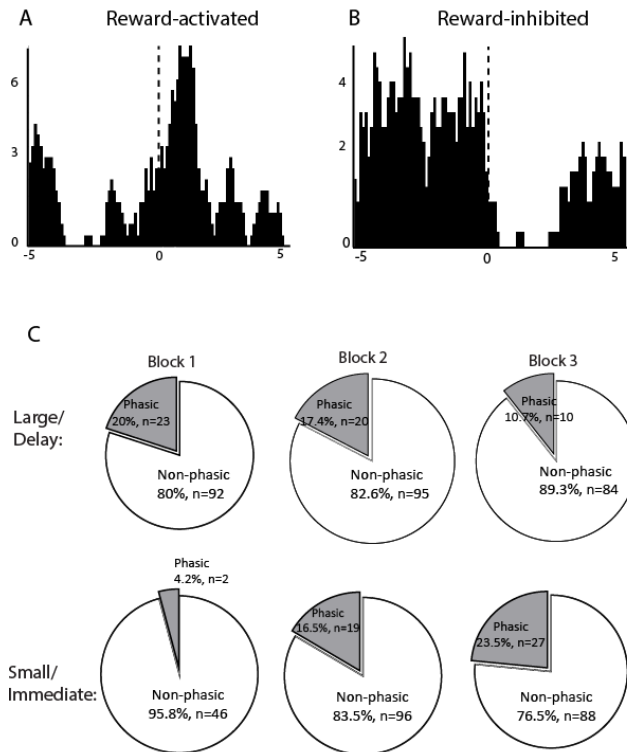 A
Reward-activated
B
Reward-inhibited
6
3
0
-5
0
5
4
2
0
-5
0
5
C
Block 1
Block 2
Block 3
Large/
Delay:
Phasic
20%, n=23
Non-phasic
80%, n=92
Phasic
17.4%, n=20
Non-phasic
82.6%, n=95
Phasic
10.7%, n=10
Non-phasic
89.3%, n=84
Small/
Immediate:
Phasic
4.2%, n=2
Non-phasic
95.8%, n=46
Phasic
16.5%, n=19
Non-phasic
83.5%, n=96
Phasic
23.5%, n=27
Non-phasic
76.5%, n=88